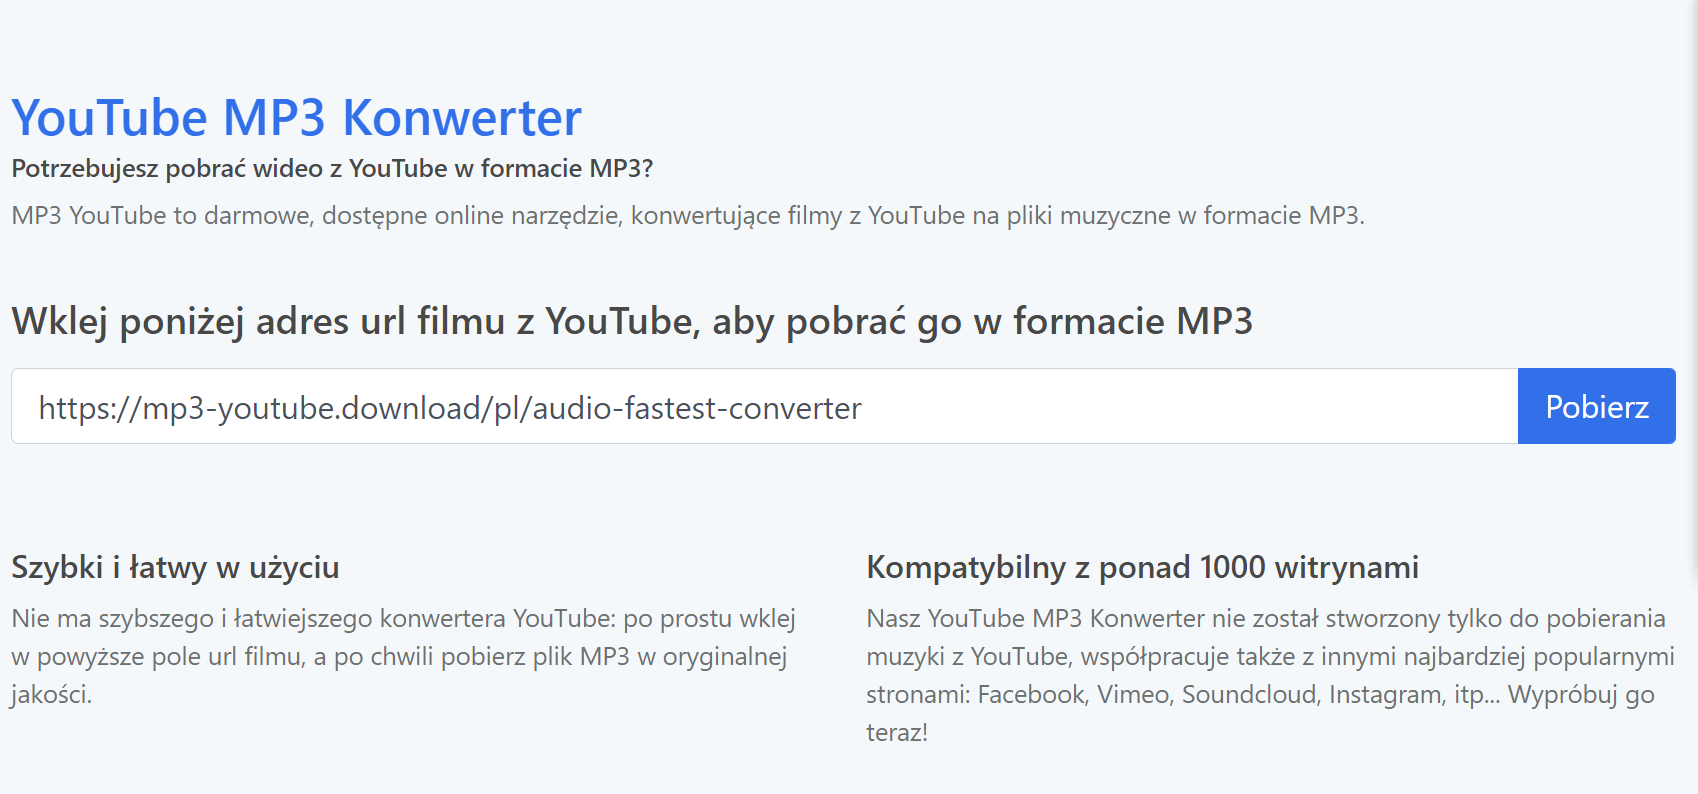 YouTube MP3 Konwerter
Potrzebujesz pobrać wideo z YouTube w formacie MP3?
MP3 YouTube to darmowe, dostępne online narzędzie, konwertujące filmy z YouTube na pliki muzyczne w formacie MP3.
Wklej poniżej adres url filmu z YouTube, aby pobrać go w formacie MP3
https://mp3-youtube.download/pl/audio-fastest-converter
Pobierz
Szybki i łatwy w użyciu
Nie ma szybszego i łatwiejszego konwertera YouTube: po prostu wklej
w powyższe pole url filmu, a po chwili pobierz plik MP3 w oryginalnej
jakości.
Kompatybilny z ponad 1000 witrynami
Nasz YouTube MP3 Konwerter nie został stworzony tylko do pobierania
muzyki z YouTube, współpracuje także z innymi najbardziej popularnymi
stronami: Facebook, Vimeo, Soundcloud, Instagram, itp... Wypróbuj go
teraz!